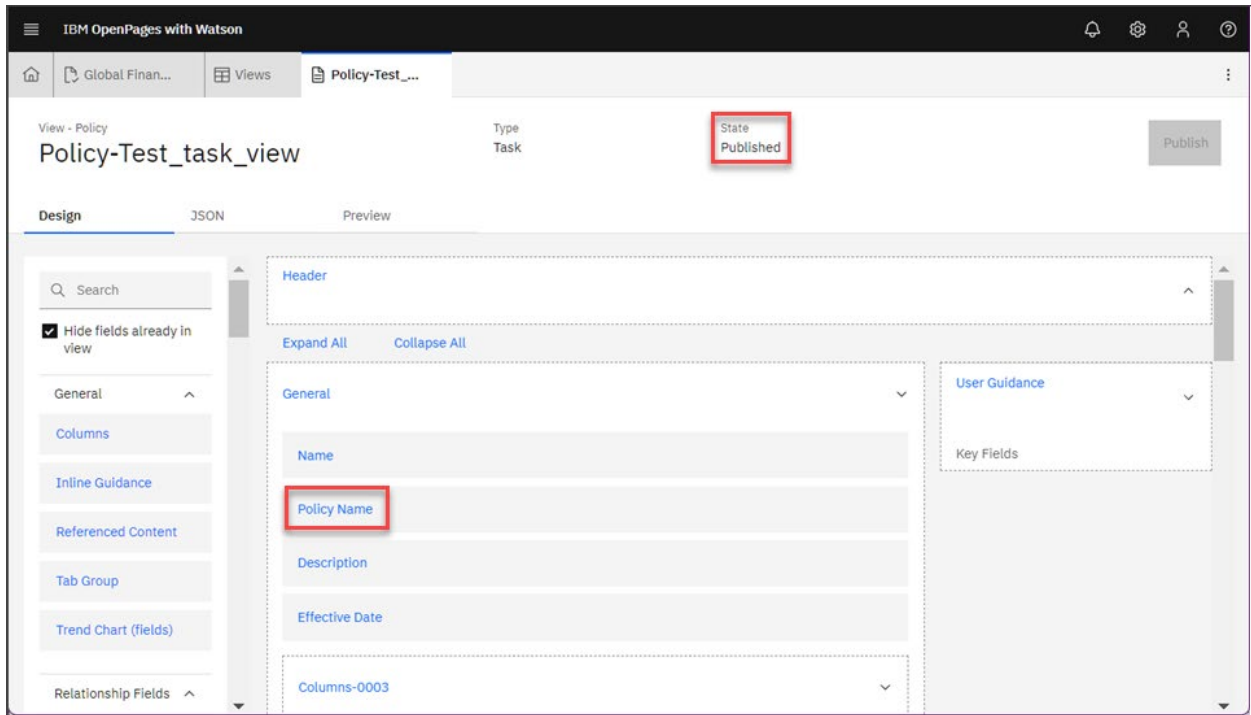 IBM OpenPages with Watson
Global Finan...
Views
Policy-Test_...
View - Policy
Policy-Test_task_view
Type
Task
State
Published
Publish
Design
JSON
Preview
Search
Hide fields already in
view
General
Columns
Inline Guidance
Referenced Content
Tab Group
Trend Chart (fields)
Relationship Fields
Header
Expand All
Collapse All
General
Name
Policy Name
Description
Effective Date
Columns-0003
User Guidance
Key Fields